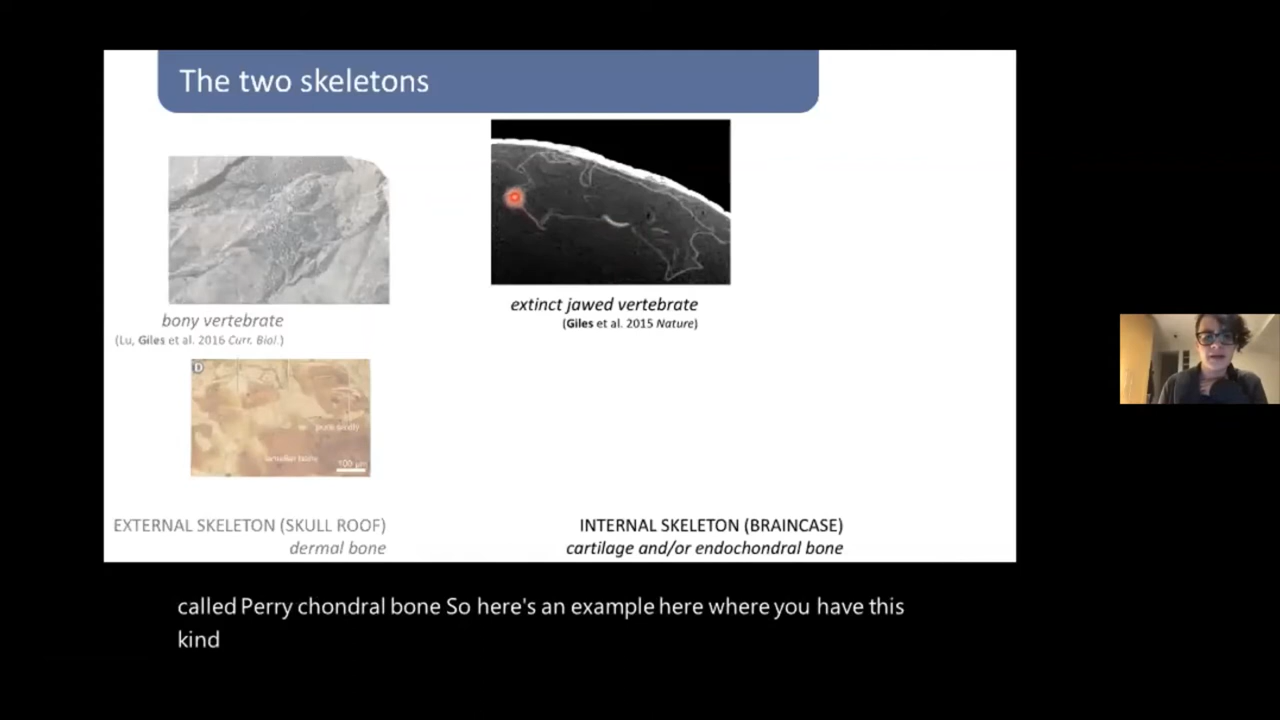 The two skeletons
bony vertebrate
(Lu, Giles et al. 2016 Curr. Biol.)
extinct jawed vertebrate
(Giles et al. 2015 Nature)
D
pulp cavity
lamellar bone
100 µm
EXTERNAL SKELETON (SKULL ROOF)
dermal bone
INTERNAL SKELETON (BRAINCASE)
cartilage and/or endochondral bone
called Perry chondral bone So here's an example here where you have this
kind